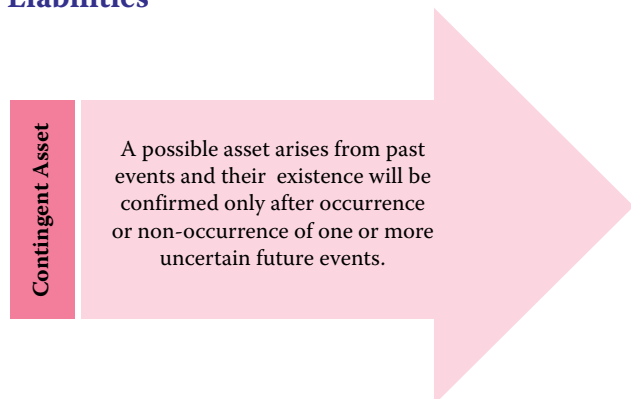 Liabilities
Contingent Asset
A possible asset arises from past
events and their existence will be
confirmed only after occurrence
or non-occurrence of one or more
uncertain future events.